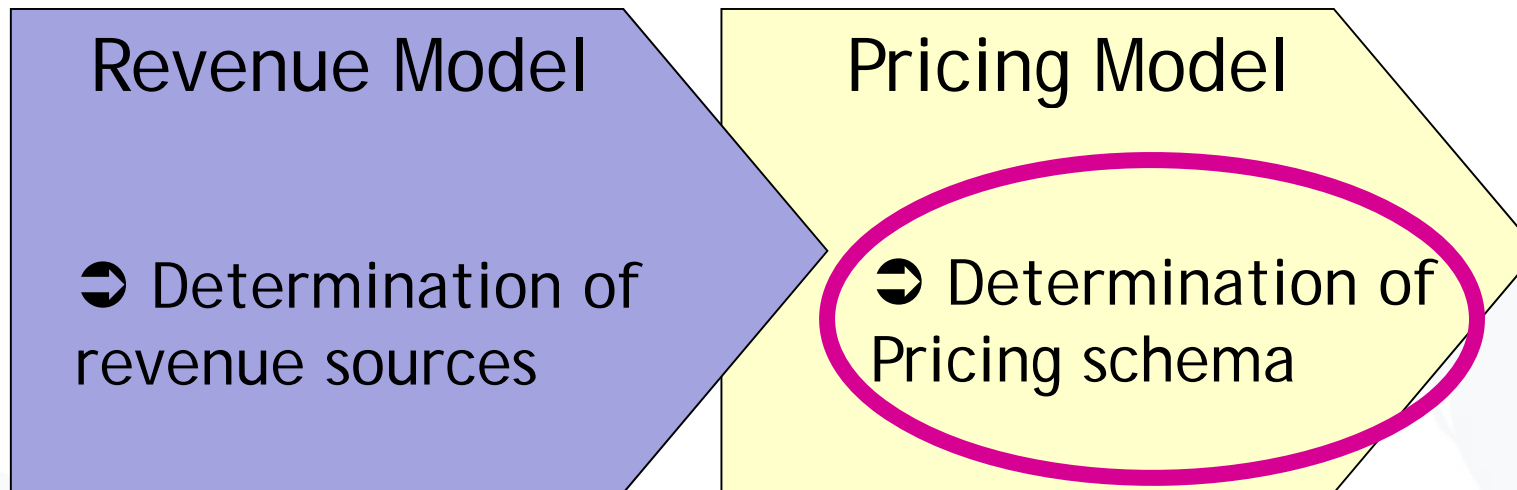 Revenue Model
➲ Determination of
revenue sources
Pricing Model
➲ Determination of
Pricing schema